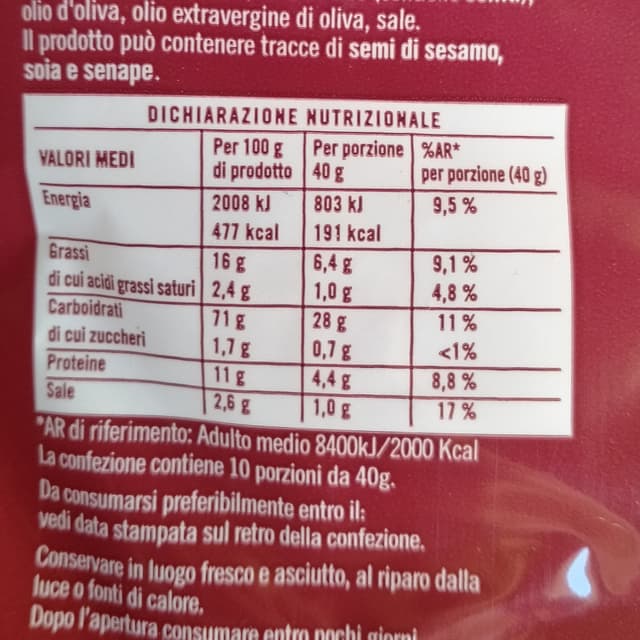 olio d'oliva, olio extravergine di oliva, sale.
Il prodotto può contenere tracce di semi di sesamo,
soia e senape.
DICHIARAZIONE NUTRIZIONALE
VALORI MEDI Per 100 g di prodotto Per porzione 40 g %AR* per porzione (40 g)
Energia 2008 kJ 803 kJ 9,5 %
477 kcal 191 kcal
Grassi 16 g 6,4 g 9,1 %
di cui acidi grassi saturi 2,4 g 1,0 g 4,8 %
Carboidrati 71 g 28 g 11 %
di cui zuccheri 1,7 g 0,7 g <1%
Proteine 11 g 4,4 g 8,8 %
Sale 2,6 g 1,0 g 17 %
*AR di riferimento: Adulto medio 8400kJ/2000 Kcal
La confezione contiene 10 porzioni da 40g.
Da consumarsi preferibilmente entro il:
vedi data stampata sul retro della confezione.
Conservare in luogo fresco e asciutto, al riparo dalla
luce o fonti di calore.
Dopo l'apertura consumare entro pochi giorni